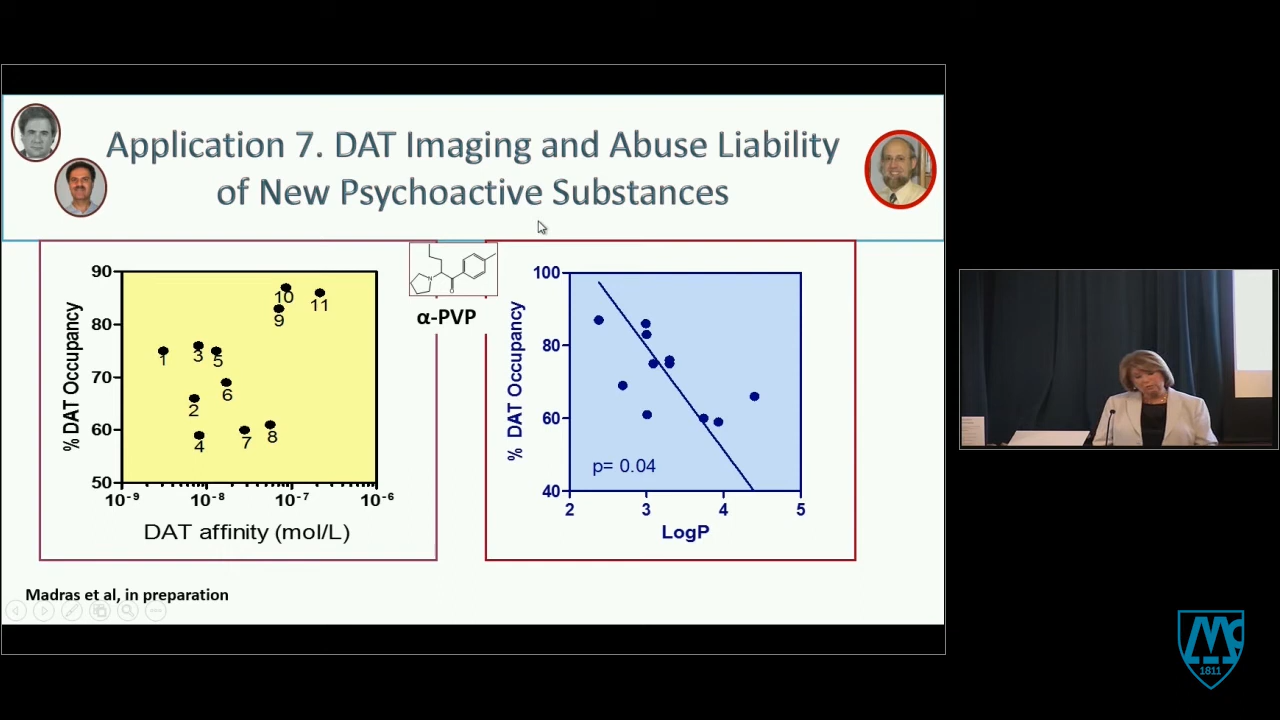 Application 7. DAT Imaging and Abuse Liability
of New Psychoactive Substances
N
O
α-PVP
% DAT Occupancy
90
80
70
60
50
1
2
3
4
5
6
7
8
9
10
11
10-9
10-8
10-7
10-6
DAT affinity (mol/L)
% DAT Occupancy
100
80
60
40
p= 0.04
2
3
4
5
LogP
Madras et al, in preparation
1811